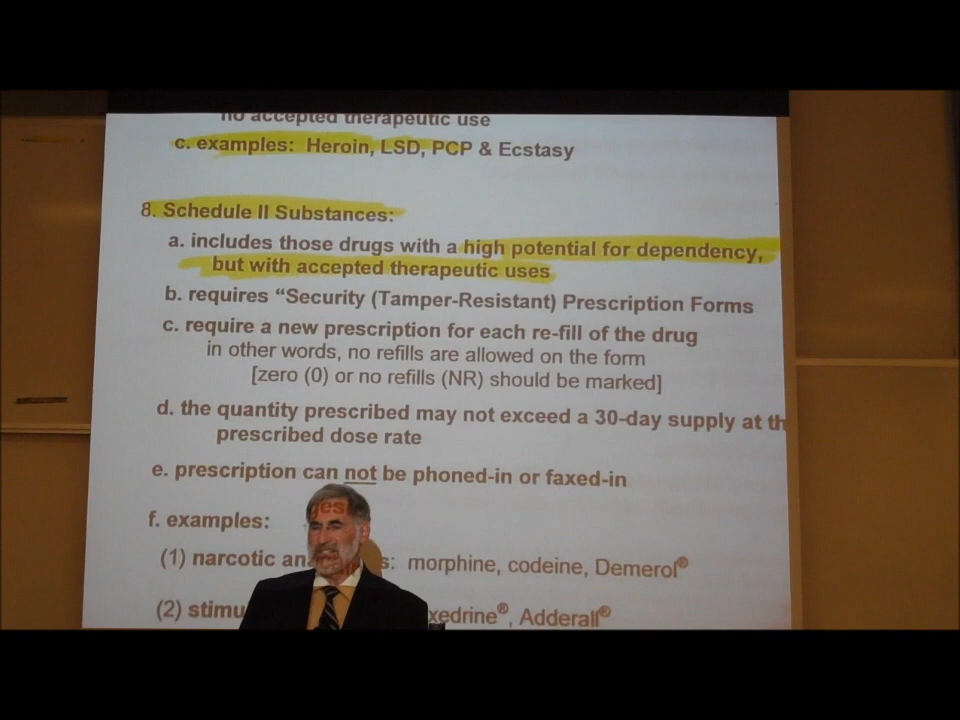 no accepted therapeutic use
c. examples: Heroin, LSD, PCP & Ecstasy
8. Schedule II Substances:
a. includes those drugs with a high potential for dependency,
but with accepted therapeutic uses
b. requires “Security (Tamper-Resistant) Prescription Forms
c. require a new prescription for each re-fill of the drug
in other words, no refills are allowed on the form
[zero (0) or no refills (NR) should be marked]
d. the quantity prescribed may not exceed a 30-day supply at th
prescribed dose rate
e. prescription can not be phoned-in or faxed-in
f. examples:
(1) narcotic an s: morphine, codeine, Demerol®
(2) stimu xedrine®, Adderall®